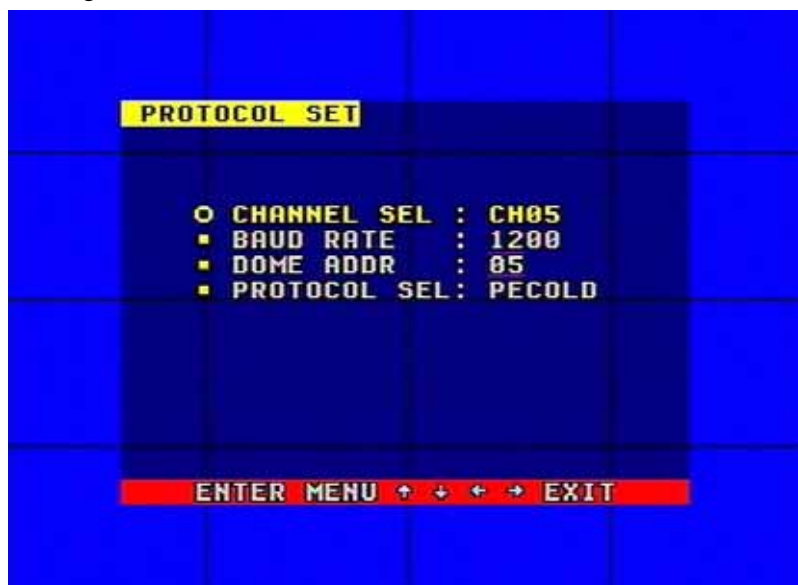 PROTOCOL SET
CHANNEL SEL : CH05
BAUD RATE : 1200
DOME ADDR : 05
PROTOCOL SEL: PECOLD
ENTER MENU ↑ ↓ ← → EXIT